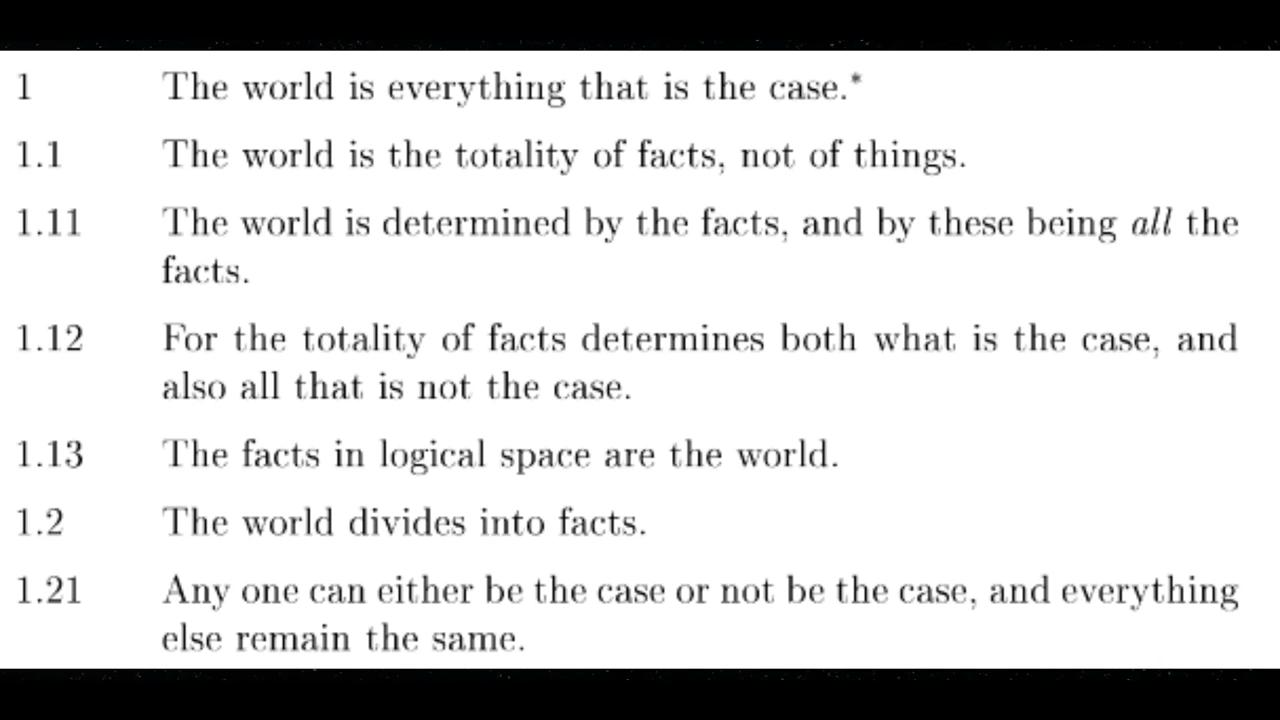 1 The world is everything that is the case.*
1.1 The world is the totality of facts, not of things.
1.11 The world is determined by the facts, and by these being all the
facts.
1.12 For the totality of facts determines both what is the case, and
also all that is not the case.
1.13 The facts in logical space are the world.
1.2 The world divides into facts.
1.21 Any one can either be the case or not be the case, and everything
else remain the same.